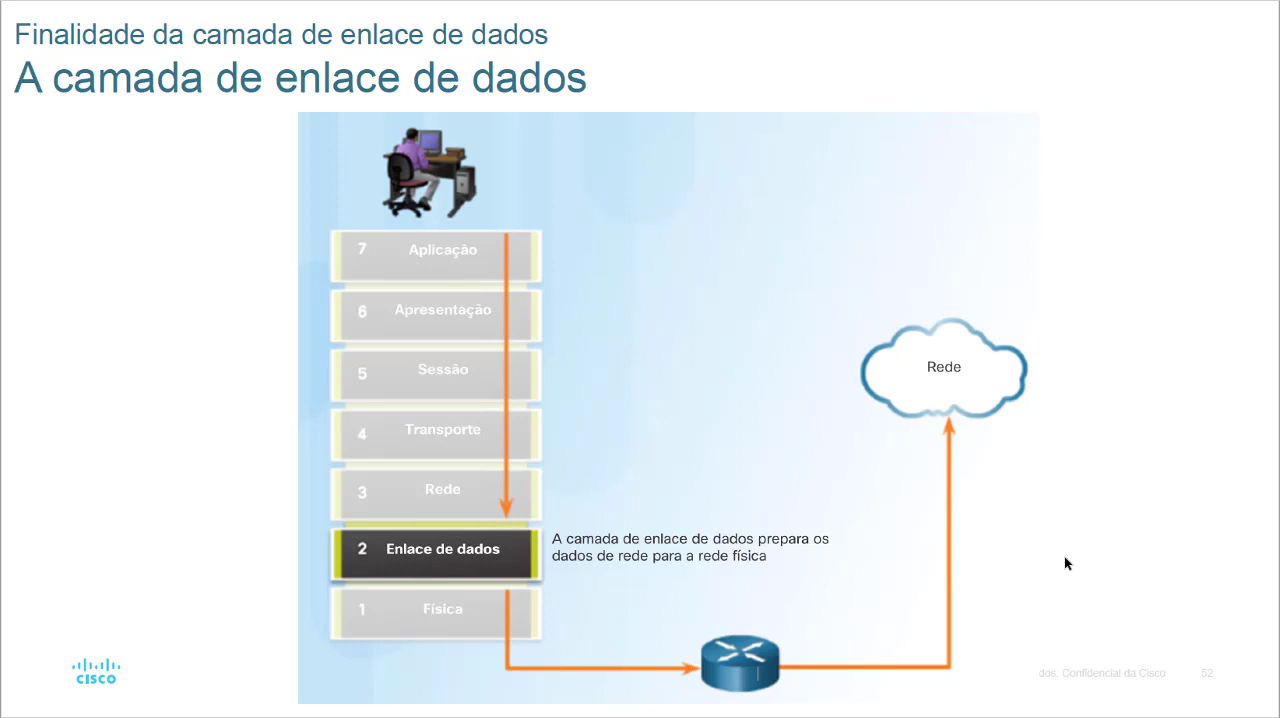 Finalidade da camada de enlace de dados
A camada de enlace de dados
7 Aplicação
6 Apresentação
5 Sessão
4 Transporte
3 Rede
2 Enlace de dados
A camada de enlace de dados prepara os
dados de rede para a rede física
1 Física
Rede
CISCO
dos. Confidencial da Cisco 52